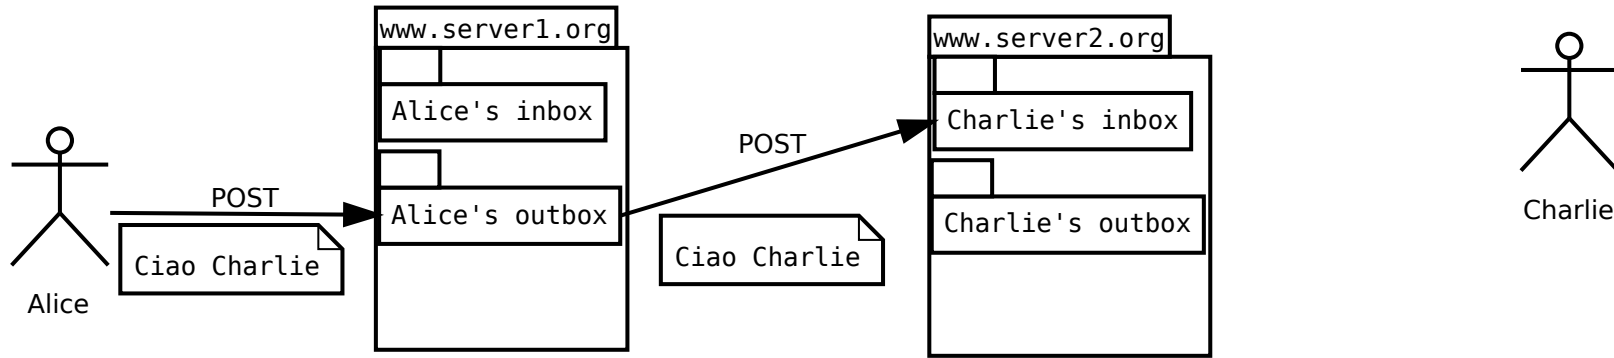 www.server1.org
Alice's inbox
POST
Alice's outbox
Ciao Charlie
Alice
POST
Ciao Charlie
www.server2.org
Charlie's inbox
Charlie's outbox
Charlie